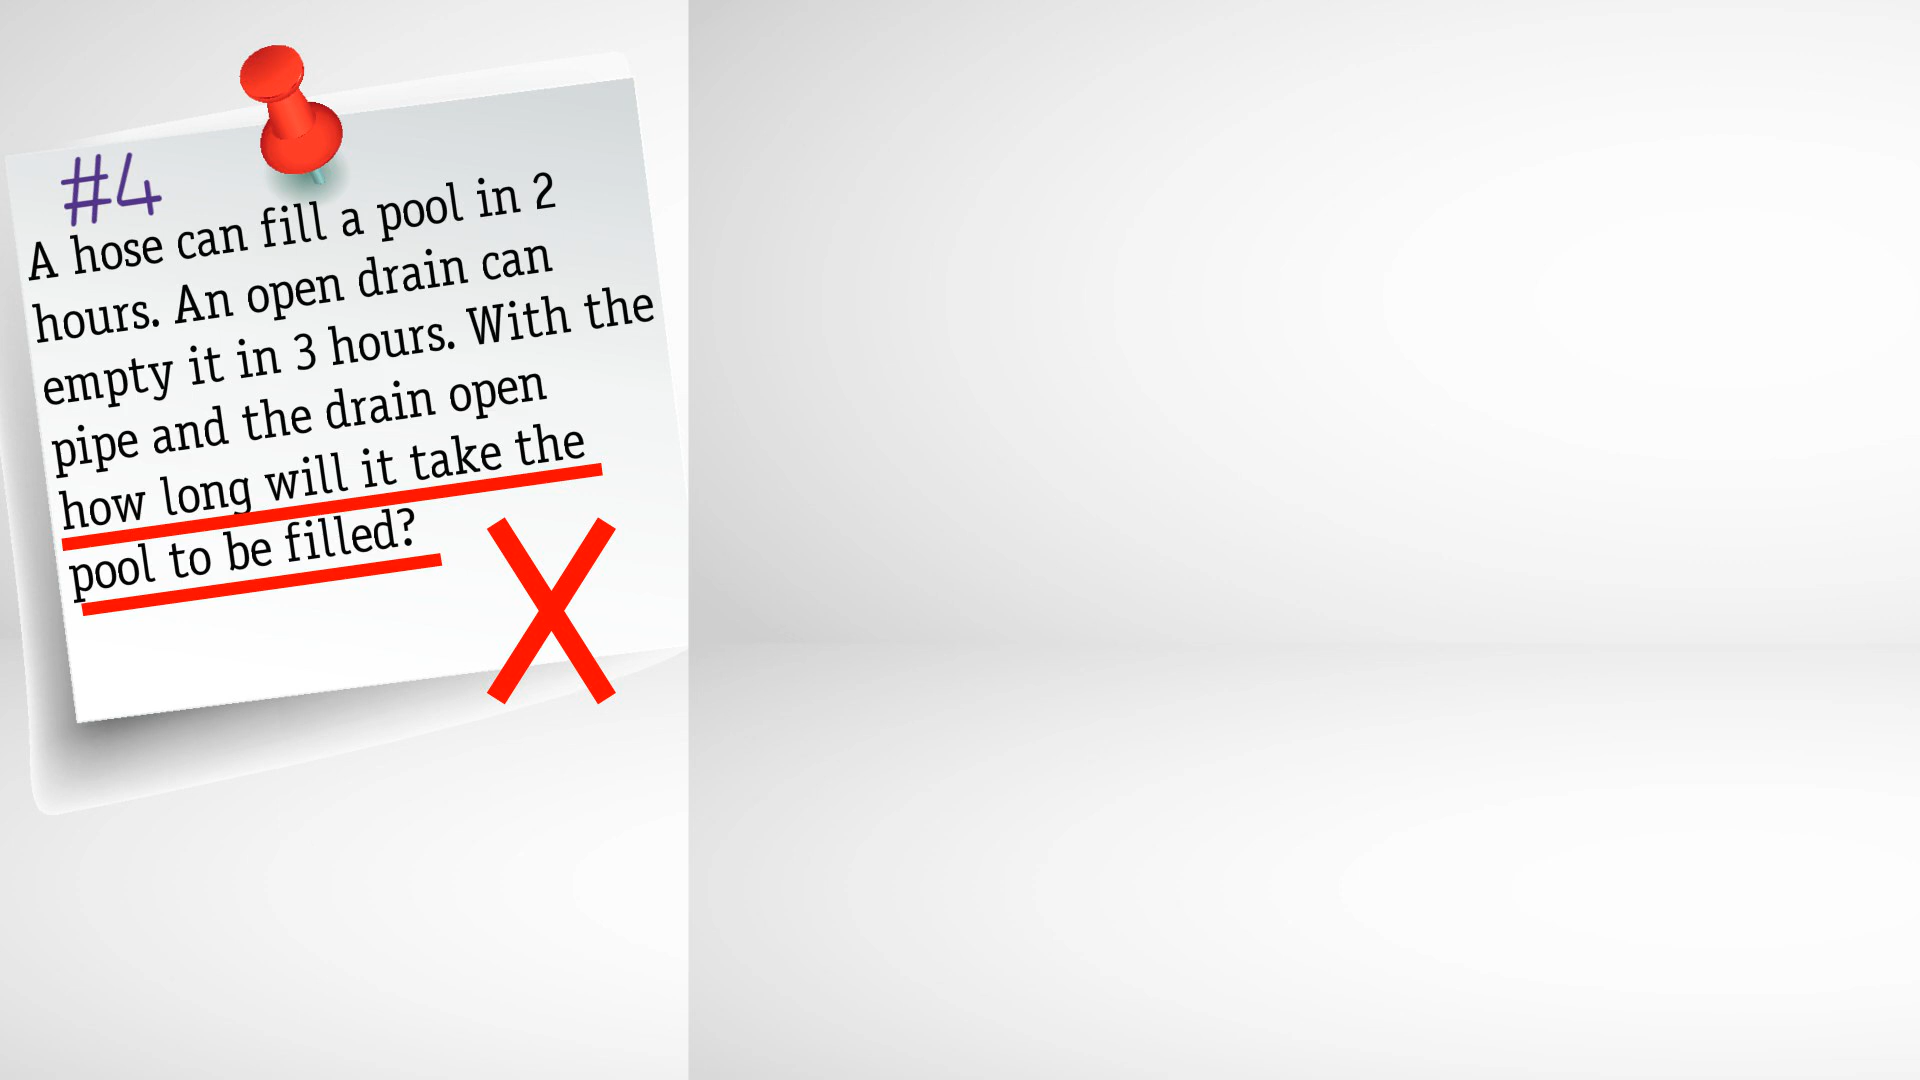 #4
A hose can fill a pool in 2
hours. An open drain can
empty it in 3 hours. With the
pipe and the drain open
how long will it take the
pool to be filled?